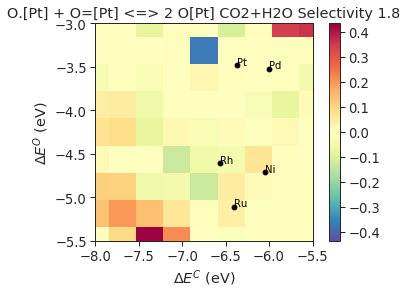 O.[Pt] + O=[Pt] <=> 2 O[Pt] CO2+H2O Selectivity 1.8
−3.0
−3.5
−4.0
−4.5
−5.0
−5.5
ΔE^O (eV)
Pt
Pd
Rh
Ni
Ru
−8.0 −7.5 −7.0 −6.5 −6.0 −5.5
ΔE^C (eV)
0.4
0.3
0.2
0.1
0.0
−0.1
−0.2
−0.3
−0.4